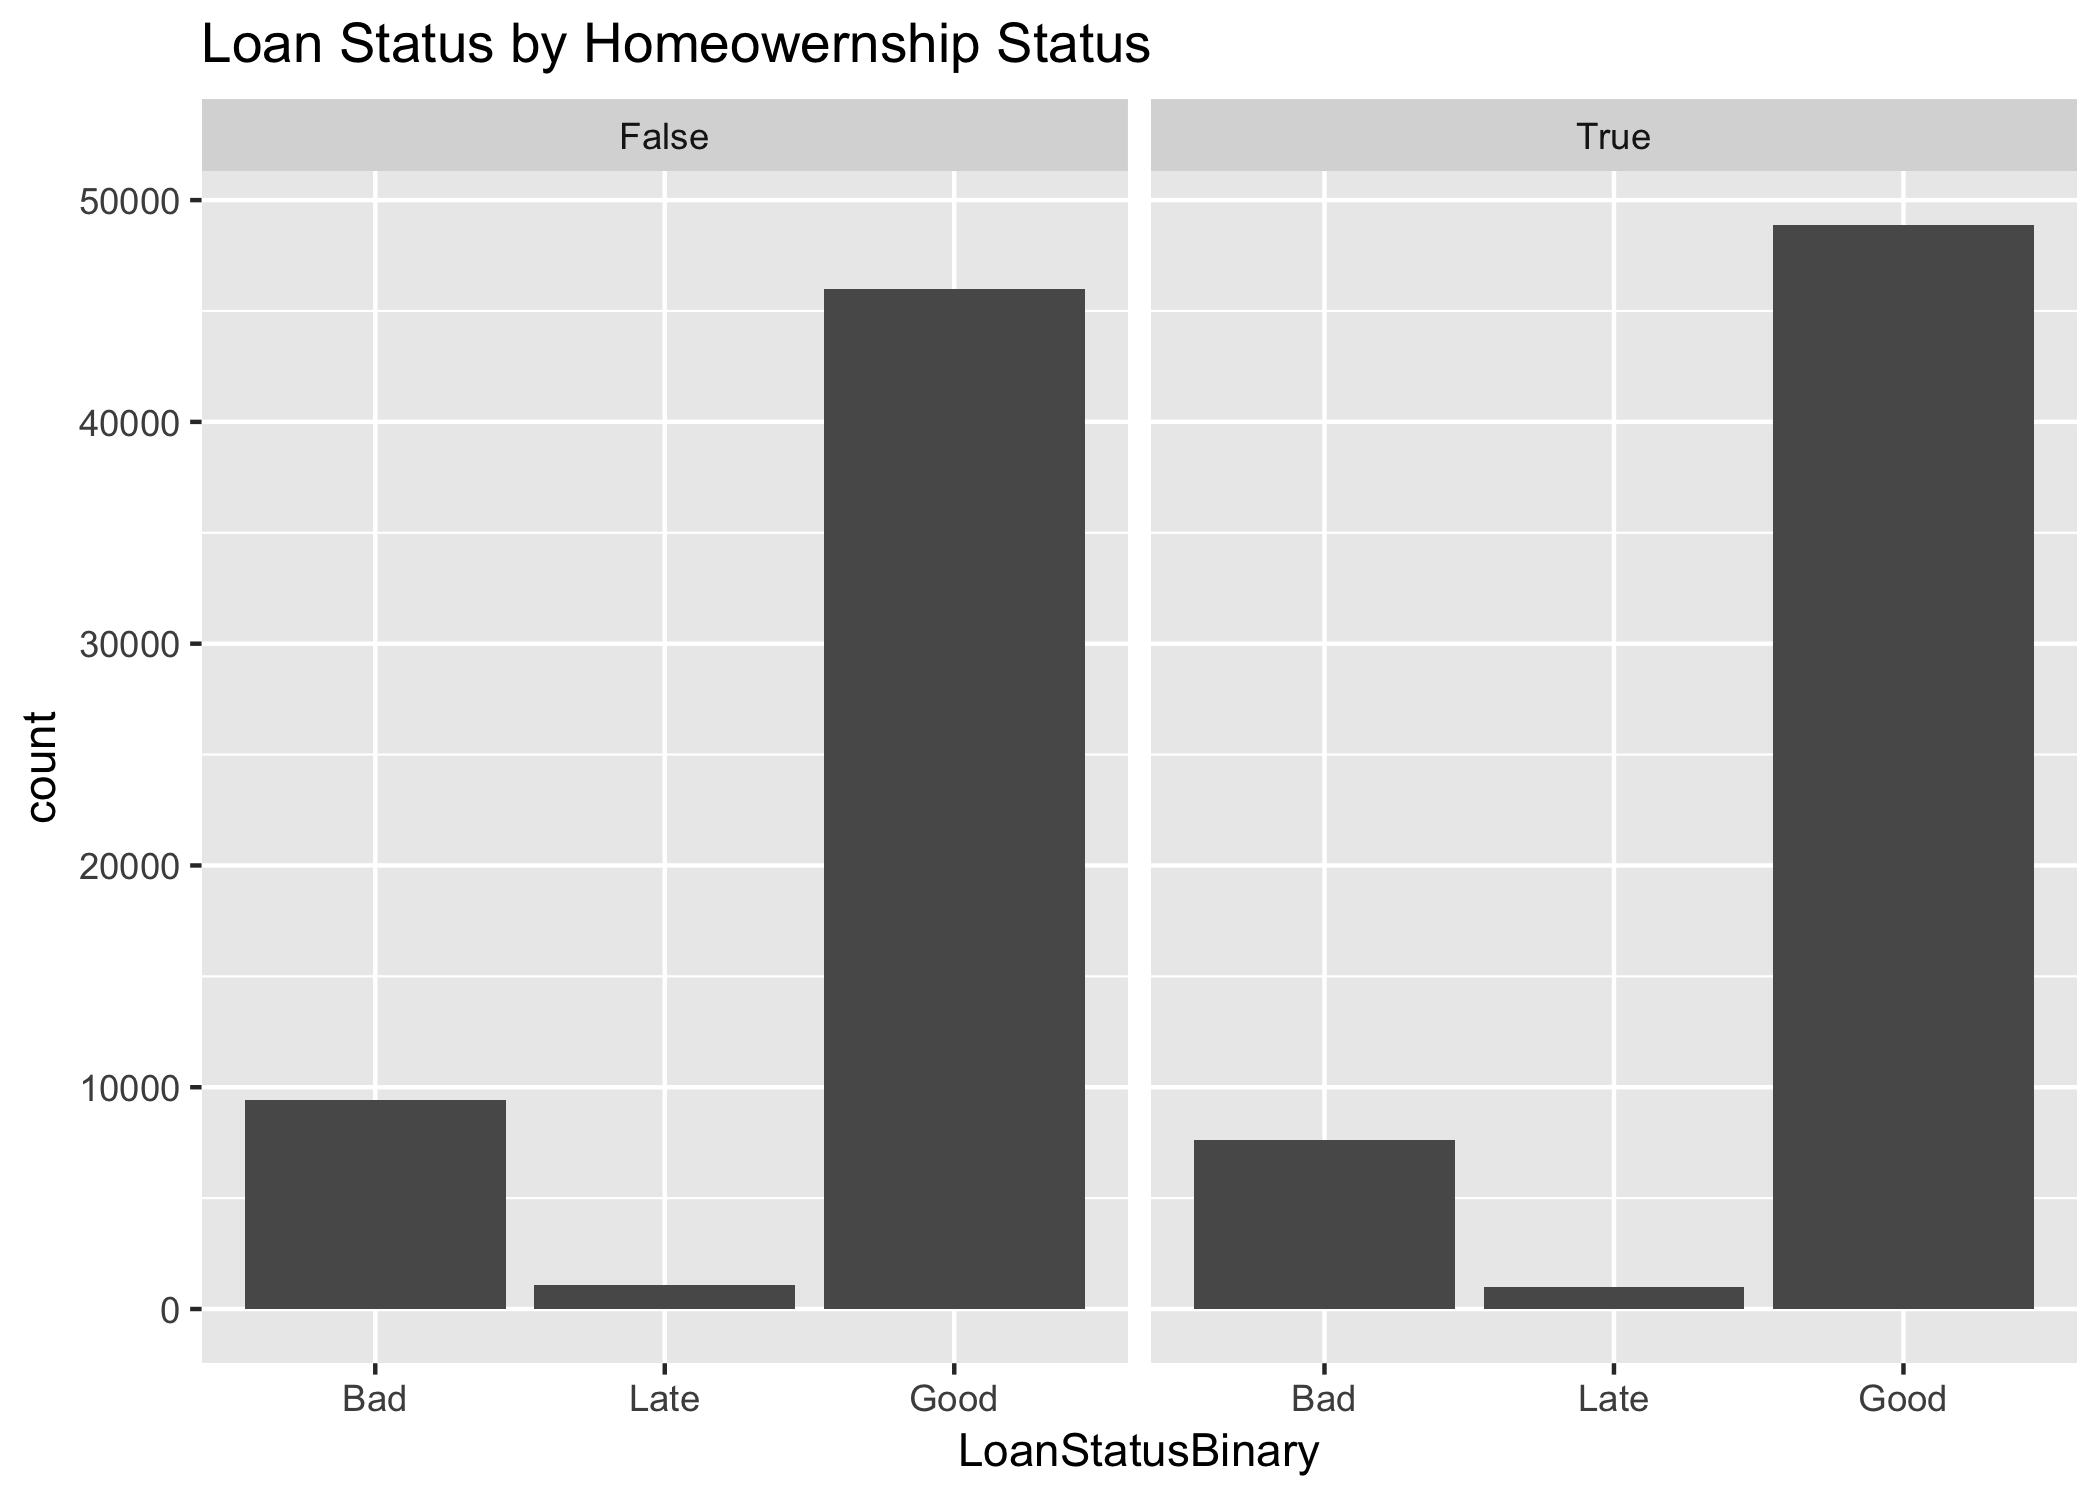 Loan Status by Homeowernship Status
False
True
50000
40000
30000
20000
10000
0
count
Bad
Late
Good
Bad
Late
Good
LoanStatusBinary